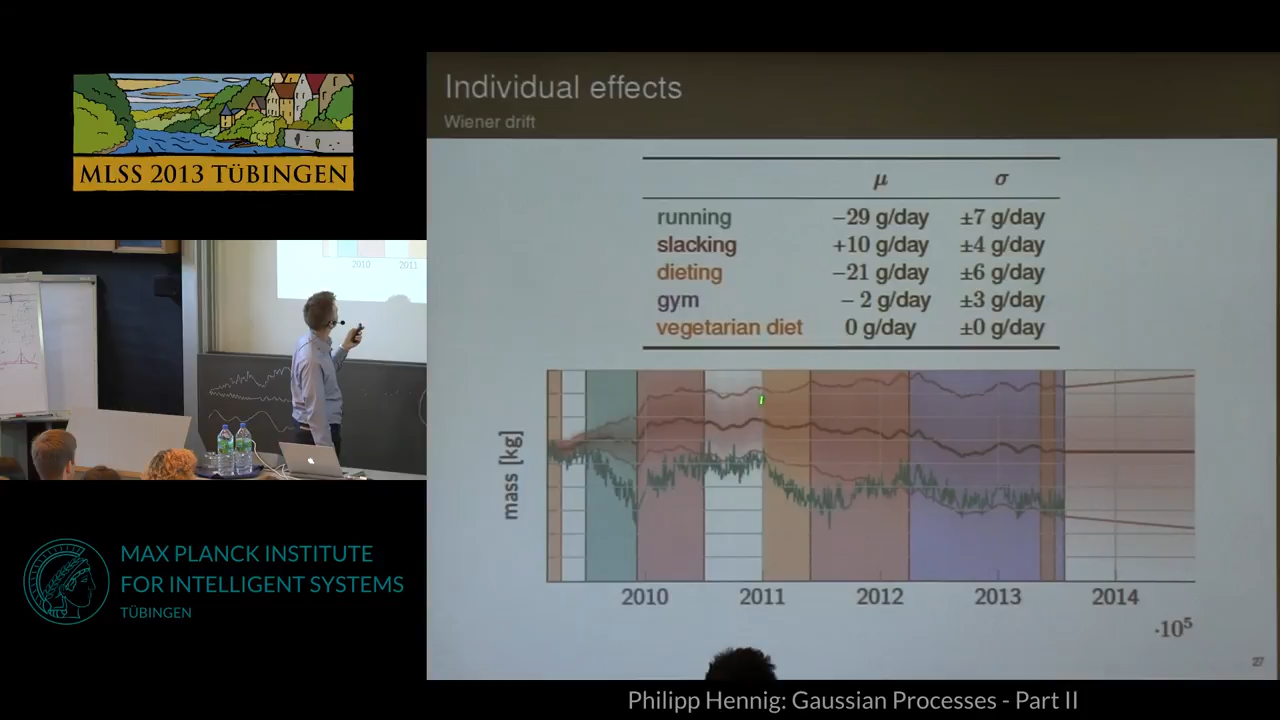 MLSS 2013 TÜBINGEN
MAX PLANCK INSTITUTE
FOR INTELLIGENT SYSTEMS
TÜBINGEN
Individual effects
Wiener drift
μ σ
running −29 g/day ±7 g/day
slacking +10 g/day ±4 g/day
dieting −21 g/day ±6 g/day
gym − 2 g/day ±3 g/day
vegetarian diet 0 g/day ±0 g/day
mass [kg]
2010 2011 2012 2013 2014
·10⁵
27
2010 2011
Philipp Hennig: Gaussian Processes - Part II